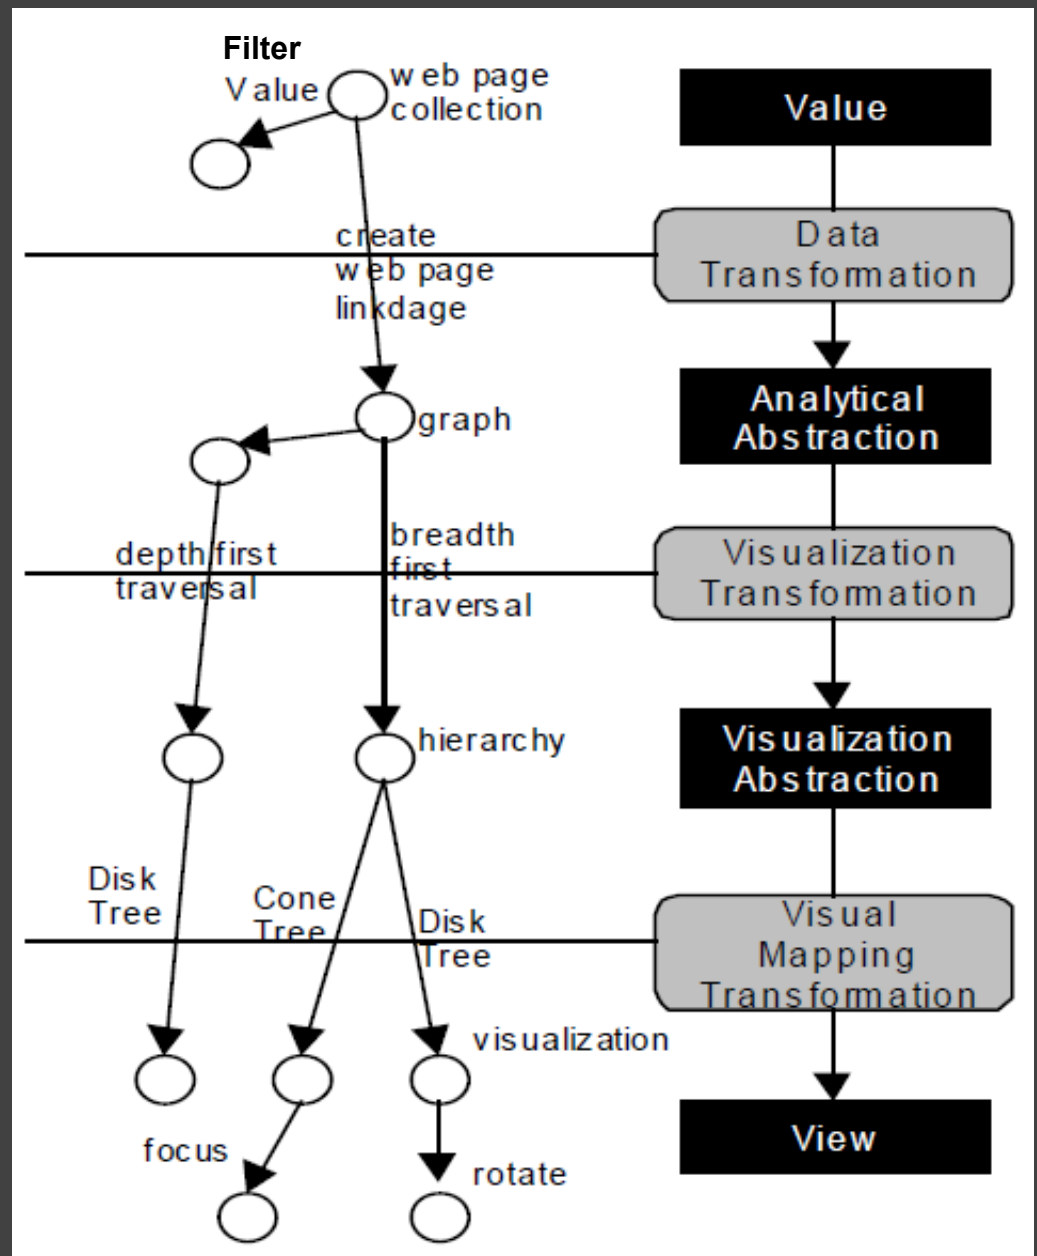 Filter
Value
web page
collection
Value
create
web page
linkdage
Data
Transformation
graph
Analytical
Abstraction
depth first
traversal
breadth
first
traversal
Visualization
Transformation
hierarchy
Visualization
Abstraction
Disk
Tree
Cone
Tree
Disk
Tree
Visual
Mapping
Transformation
visualization
focus
rotate
View